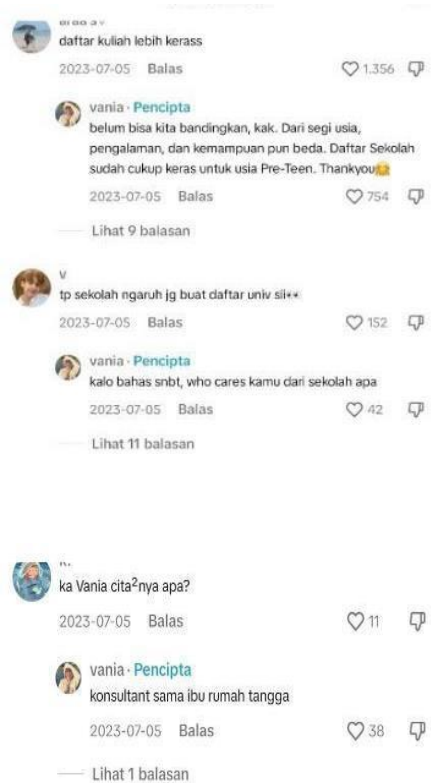 daftar kuliah lebih kerass
2023-07-05 Balas 1.356
vania · Pencipta
belum bisa kita bandingkan, kak. Dari segi usia,
pengalaman, dan kemampuan pun beda. Daftar Sekolah
sudah cukup keras untuk usia Pre-Teen. Thankyou🤗
2023-07-05 Balas 754
Lihat 9 balasan
v
tp sekolah ngaruh jg buat daftar univ sli**
2023-07-05 Balas 152
vania · Pencipta
kalo bahas snbt, who cares kamu dari sekolah apa
2023-07-05 Balas 42
Lihat 11 balasan
ka Vania cita²nya apa?
2023-07-05 Balas 11
vania · Pencipta
konsultant sama ibu rumah tangga
2023-07-05 Balas 38
Lihat 1 balasan